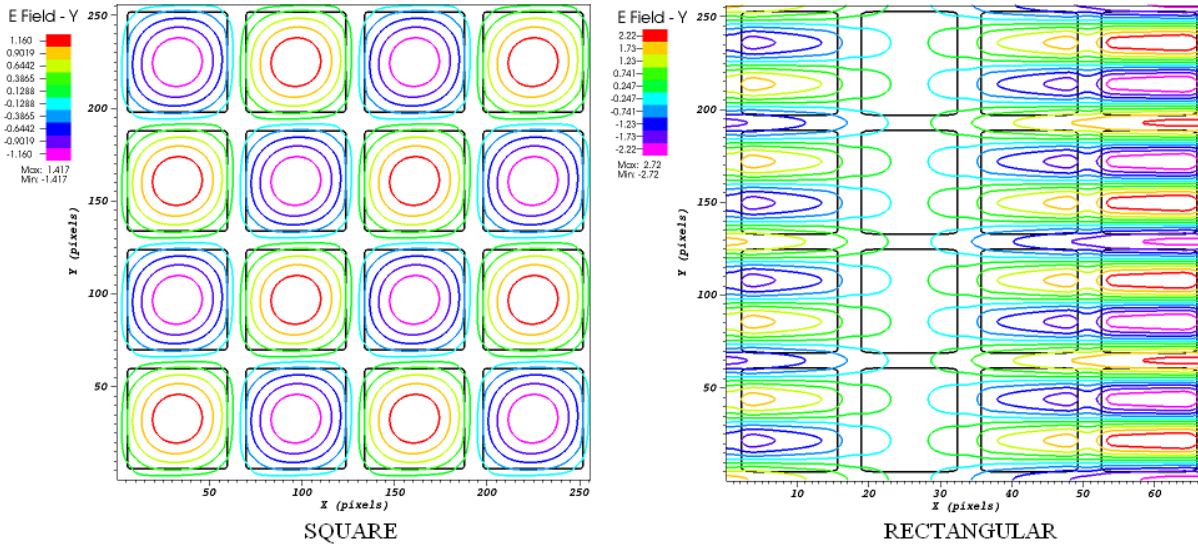 E Field - Y
1.160
0.9019
0.6442
0.3865
0.1288
-0.1288
-0.3865
-0.6442
-0.9019
-1.160
Max: 1.417
Min: -1.417
250
200
150
100
50
Y (pixels)
50 100 150 200 250
X (pixels)
SQUARE
E Field - Y
2.22
1.73
1.23
0.741
0.247
-0.247
-0.741
-1.23
-1.73
-2.22
Max: 2.72
Min: -2.72
250
200
150
100
50
Y (pixels)
10 20 30 40 50 60
X (pixels)
RECTANGULAR